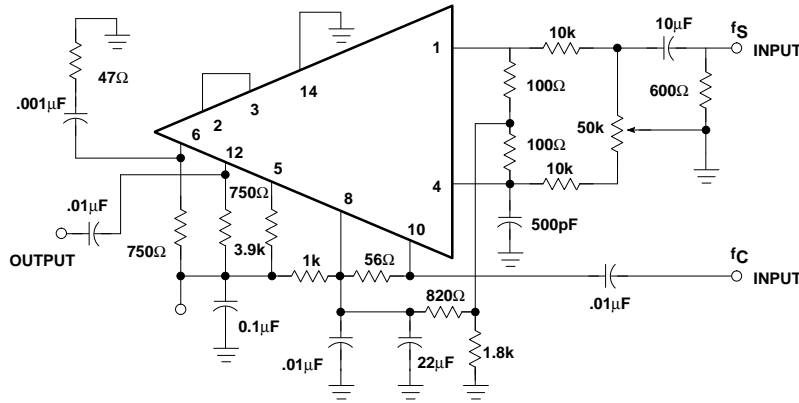 1
10k
10µF
fS
INPUT
47Ω
14
100Ω
600Ω
.001µF
3
2
6
50k
12
100Ω
5
750Ω
4
10k
8
.01µF
10
500pF
750Ω
3.9k
OUTPUT
1k
56Ω
fC
INPUT
820Ω
.01µF
0.1µF
.01µF
22µF
1.8k